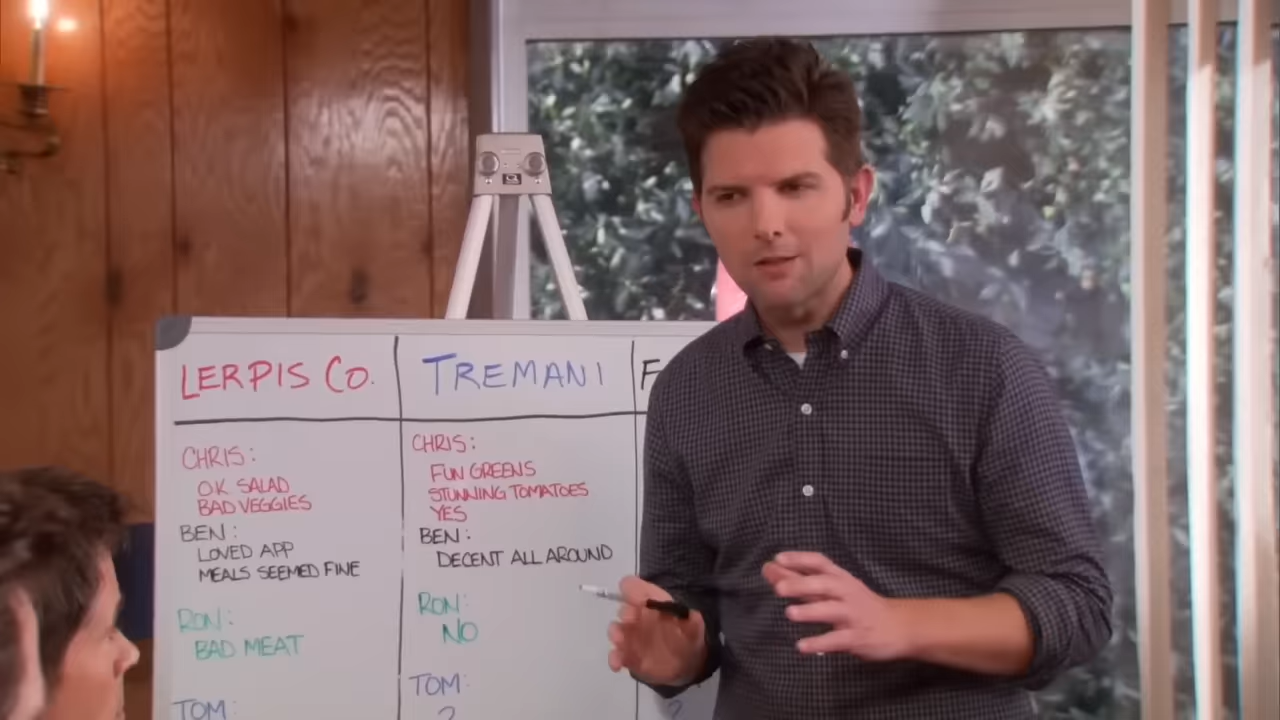 LERPIS CO.
TREMANI
F
CHRIS:
OK SALAD
BAD VEGGIES
BEN:
LOVED APP
MEALS SEEMED FINE
RON:
BAD MEAT
TOM:
CHRIS:
FUN GREENS
STUNNING TOMATOES
YES
BEN:
DECENT ALL AROUND
RON:
NO
TOM:
?
?